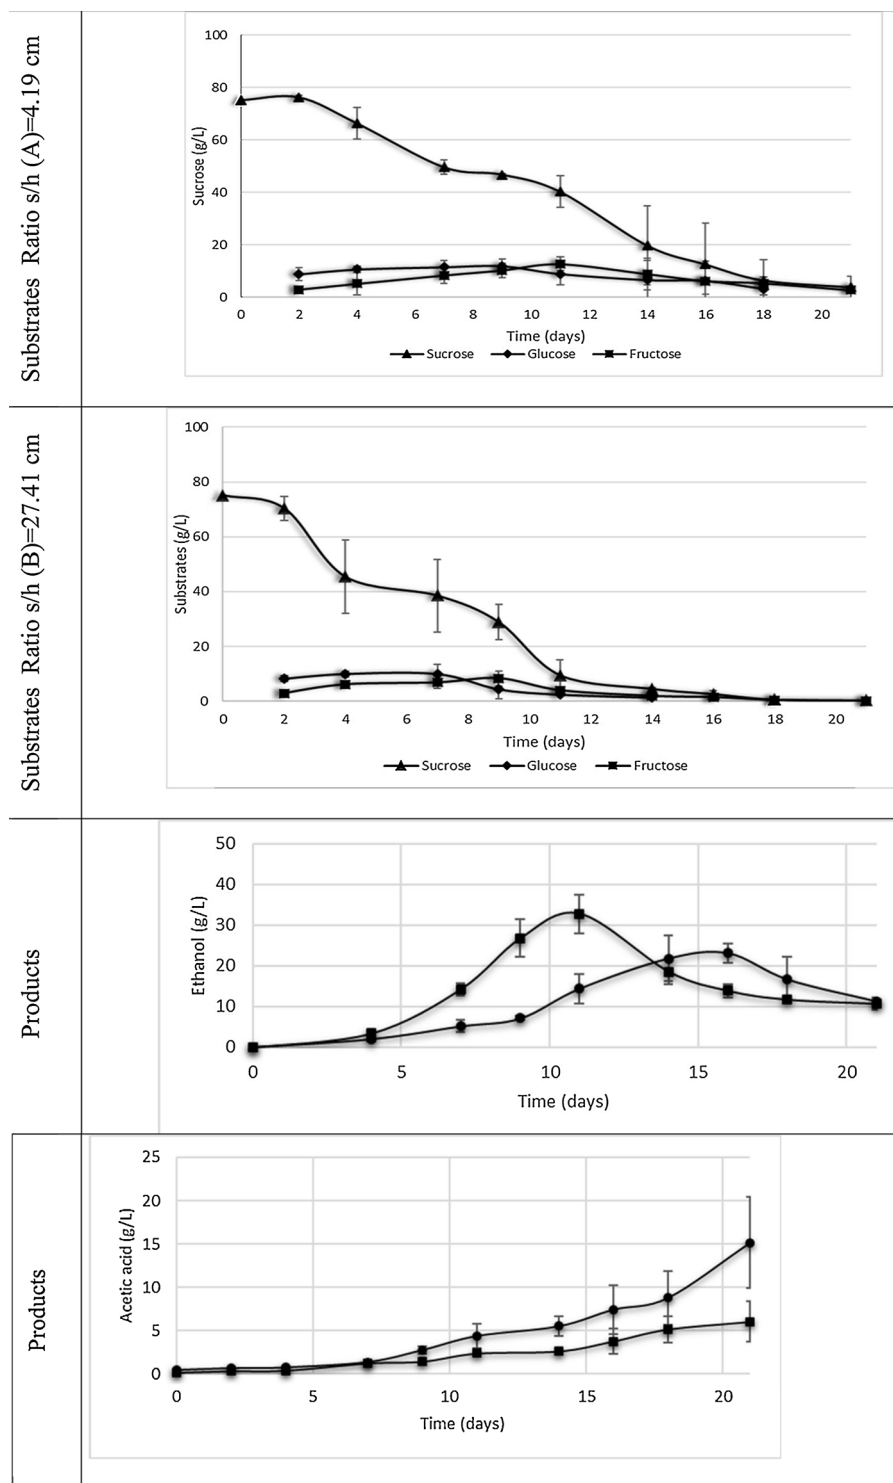 Substrates Ratio s/h (A)=4.19 cm
Sucrose (g/L)
100
80
60
40
20
0
0 2 4 6 8 10 12 14 16 18 20
Time (days)
Sucrose Glucose Fructose
Substrates Ratio s/h (B)=27.41 cm
Substrates (g/L)
100
80
60
40
20
0
0 2 4 6 8 10 12 14 16 18 20
Time (days)
Sucrose Glucose Fructose
Products
Ethanol (g/L)
50
40
30
20
10
0
0 5 10 15 20
Time (days)
Products
Acetic acid (g/L)
25
20
15
10
5
0
0 5 10 15 20
Time (days)